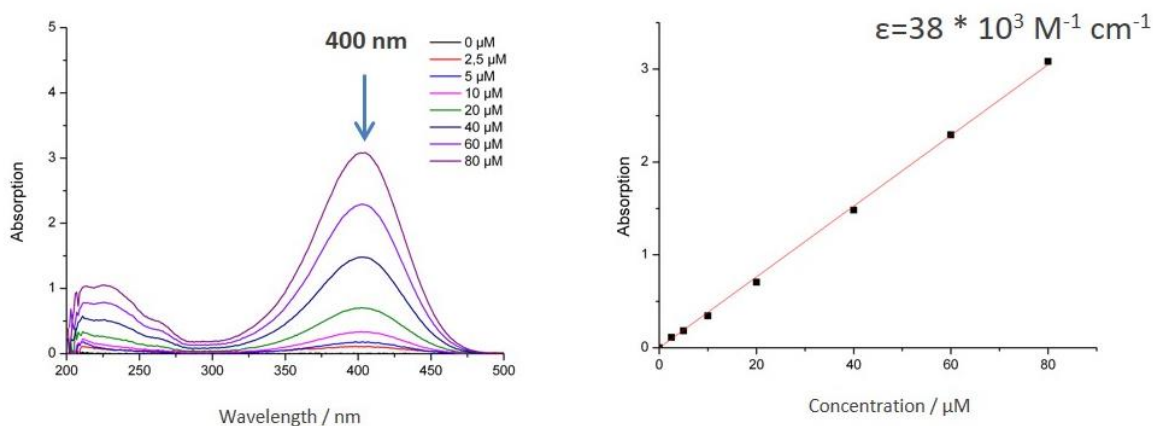 400 nm
0 µM
2,5 µM
5 µM
10 µM
20 µM
40 µM
60 µM
80 µM
5
4
3
2
1
0
Absorption
200 250 300 350 400 450 500
Wavelength / nm
ε=38 * 10³ M⁻¹ cm⁻¹
3
2
1
0
Absorption
0 20 40 60 80
Concentration / µM